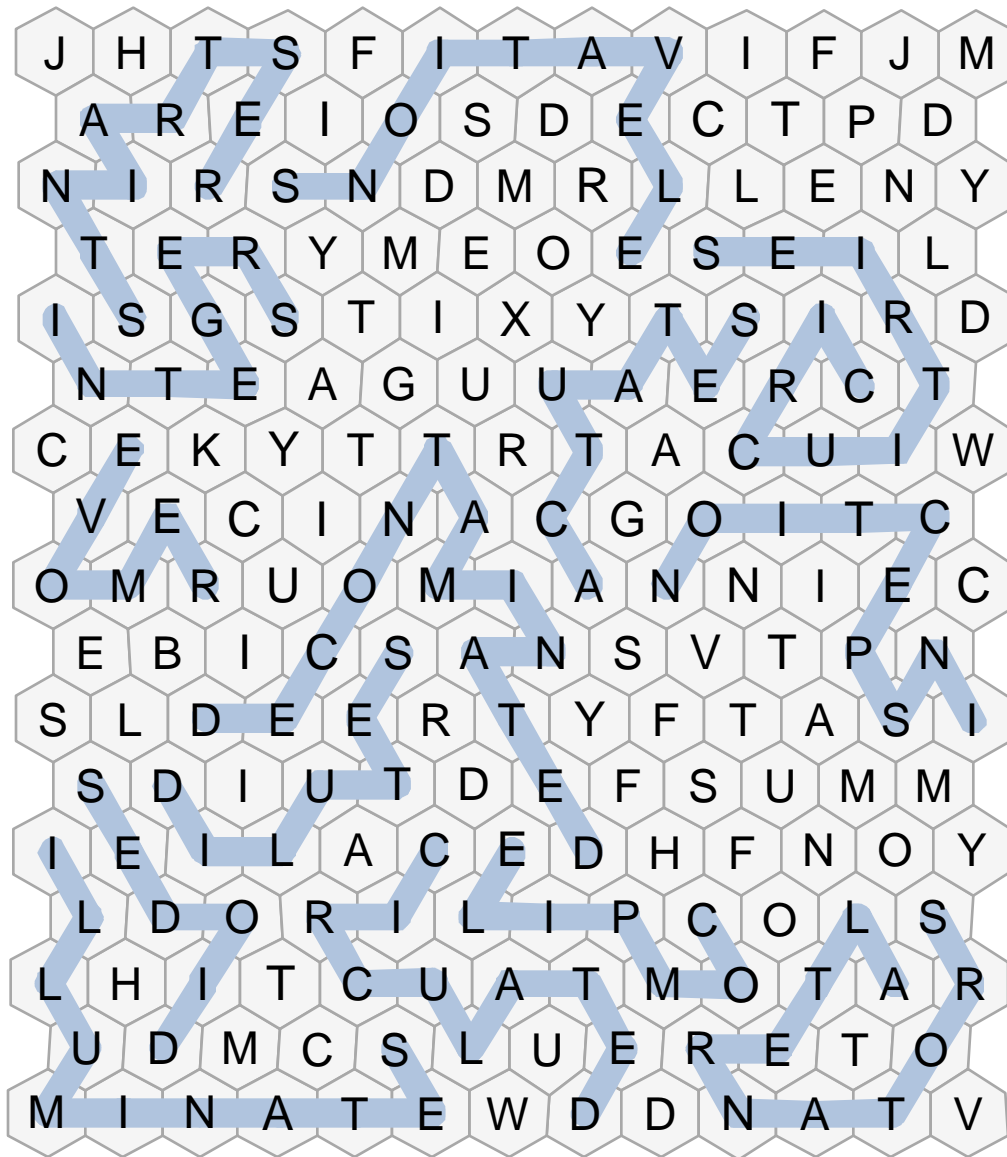 J H T S F I T A V I F J M
A R E I O S D E C T P D
N I R S N D M R L L E N Y
T E R Y M E O E S E I L
I S G S T I X Y T S I R D
N T E A G U U A E R C T
C E K Y T T R T A C U I W
V E C I N A C G O I T C
O M R U O M I A N N I E C
E B I C S A N S V T P N
S L D E E R T Y F T A S I
S D I U T D E F S U M M
I E I L A C E D H F N O Y
L D O R I L I P C O L S
L H I T C U A T M O T A R
U D M C S L U E R E T O
M I N A T E W D D N A T V